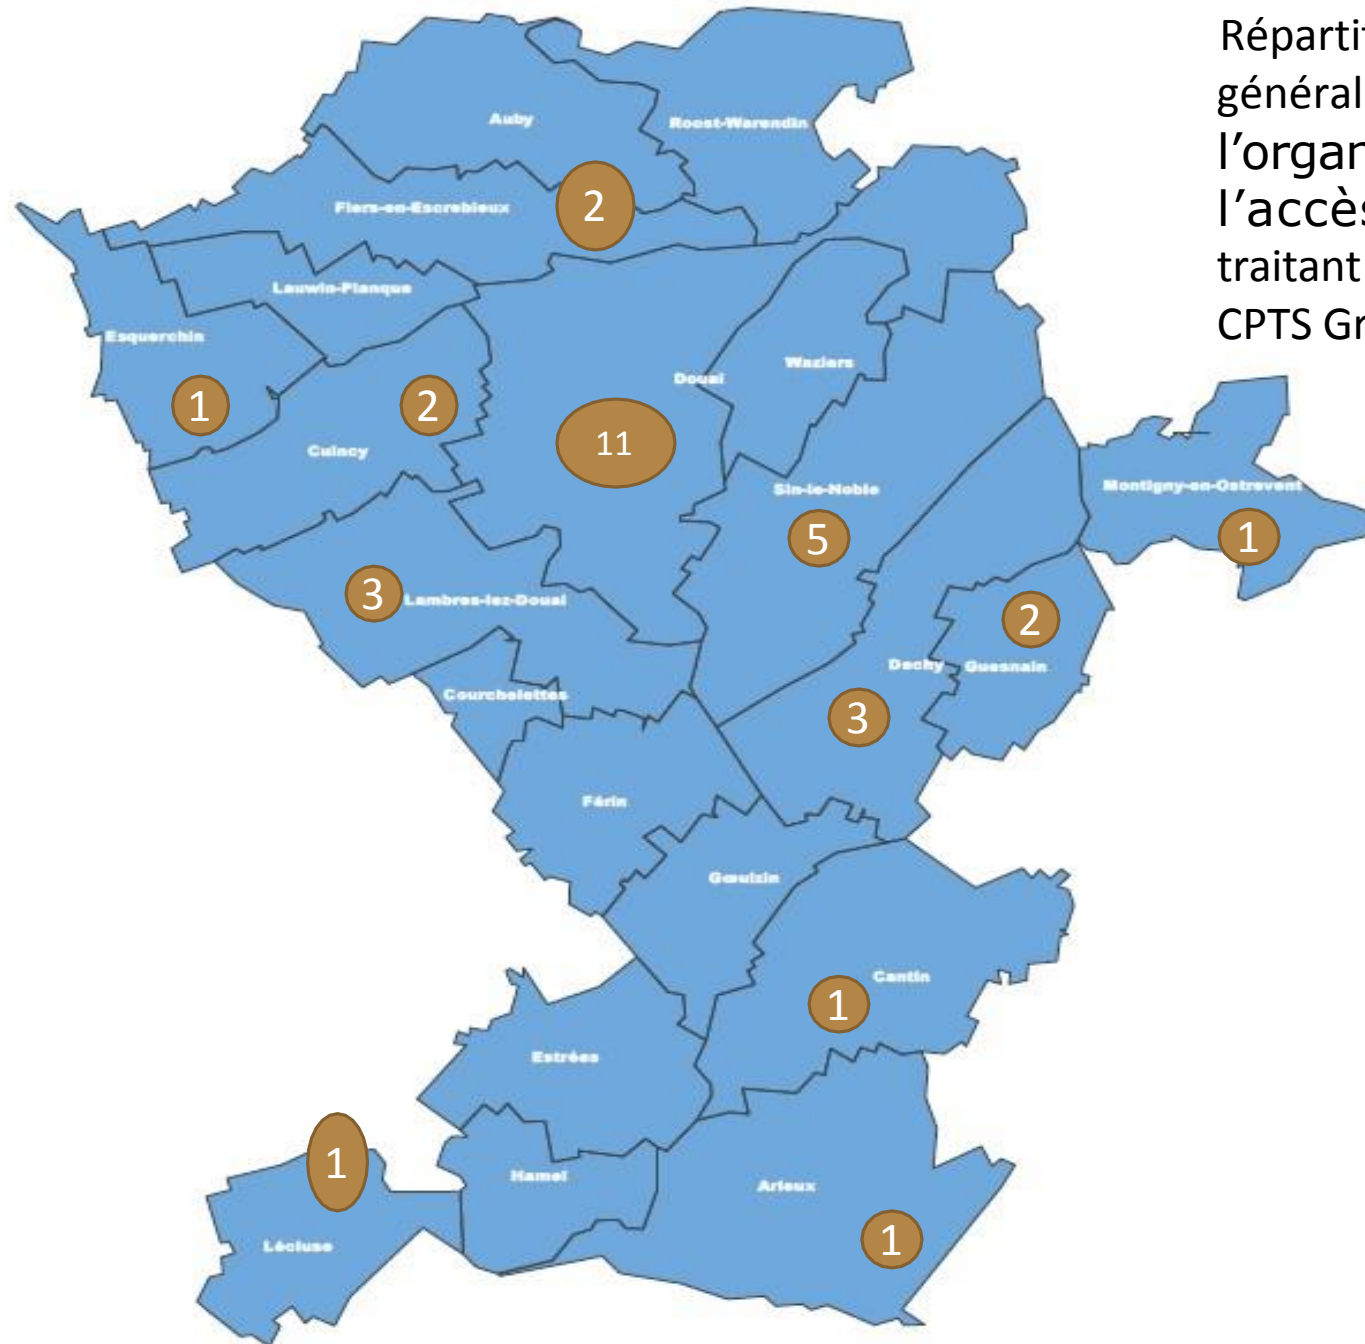 Répartit
général
l'organ
l'accès
traitant
CPTS Gr
Auby
Roost-Warendin
2
Flers-en-Escrebieux
Lauwin-Planque
Esquerchin
Waziers
Douai
1
2
11
Cuincy
Sin-le-Noble
Montigny-en-Ostrevent
5
1
3
Lambres-lez-Douai
2
Dechy
Guesnain
Courchelettes
3
Férin
Gœulzin
Cantin
1
Estrées
1
Hamel
Arleux
Lécluse
1